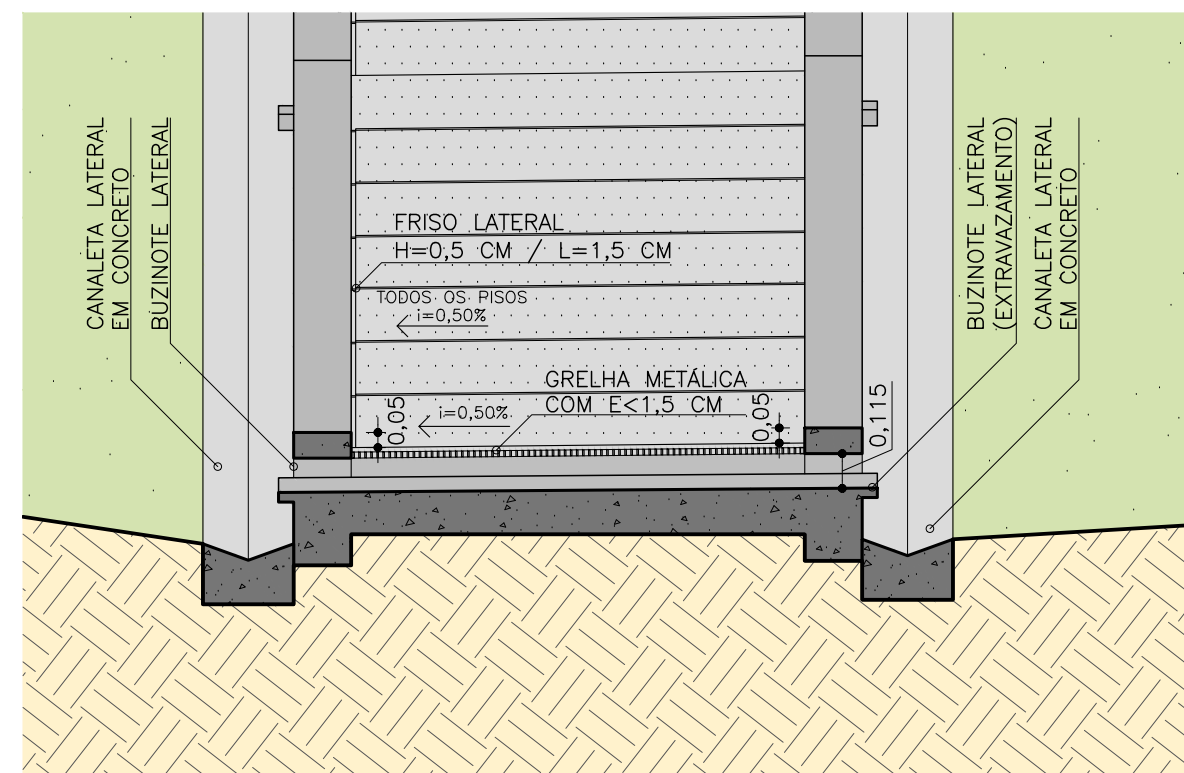 CANALETA LATERAL
EM CONCRETO
BUZINOTE LATERAL
FRISO LATERAL
H=0,5 CM / L=1,5 CM
TODOS OS PISOS
i=0,50%
GRELHA METÁLICA
COM E<1,5 CM
i=0,50%
0,05
0,05
0,115
BUZINOTE LATERAL
(EXTRAVAZAMENTO)
CANALETA LATERAL
EM CONCRETO